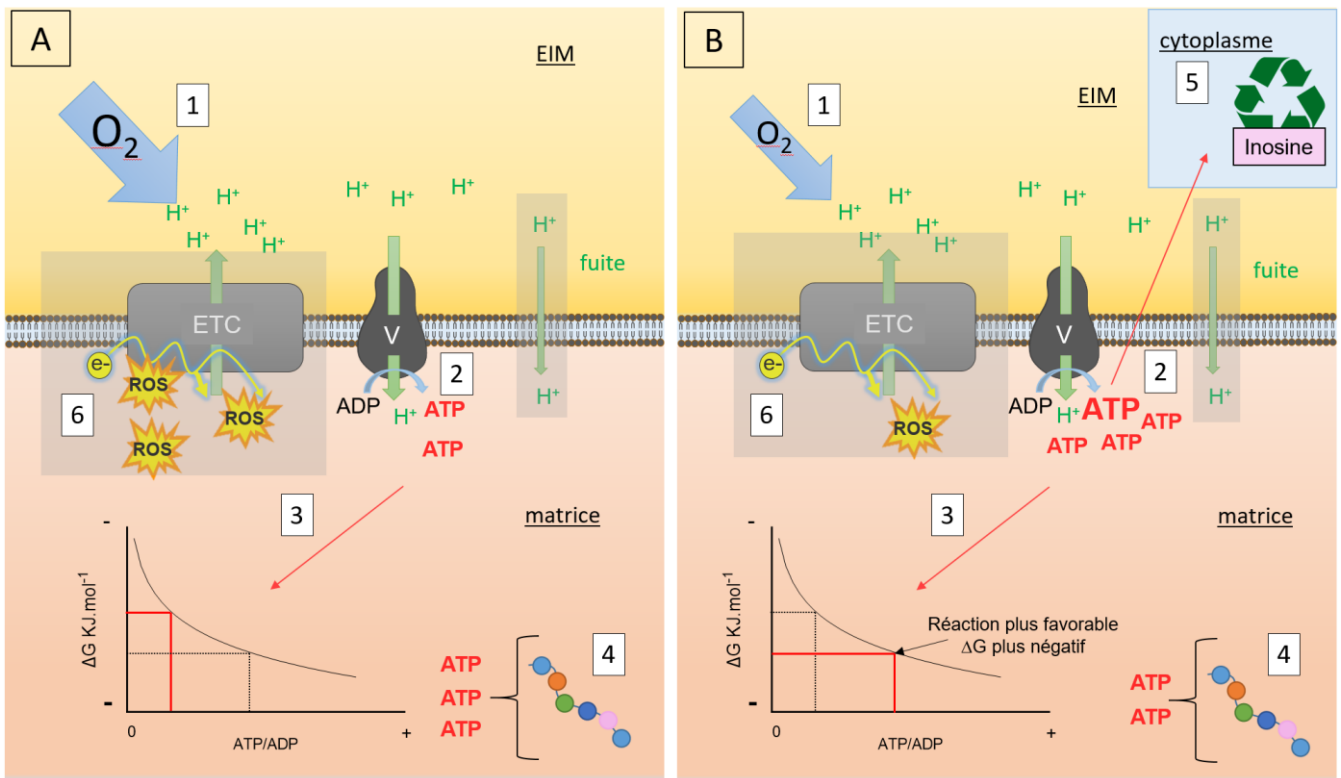 A
EIM
1
O₂
H⁺ H⁺ H⁺
H⁺
H⁺
H⁺
H⁺ H⁺
H⁺
fuite
ETC
V
e-
ROS
ROS
ROS
6
2
ADP
H⁺
ATP
ATP
H⁺
3
matrice
-
ΔG KJ.mol⁻¹
-
0
ATP/ADP
+
ATP
ATP
ATP
4
B
EIM
cytoplasme
5
Inosine
1
O₂
H⁺ H⁺
H⁺
H⁺
H⁺ H⁺
H⁺ H⁺
H⁺
fuite
ETC
V
e-
ROS
6
2
ADP
H⁺
ATP
ATP
ATP
ATP
H⁺
3
matrice
-
ΔG KJ.mol⁻¹
-
0
ATP/ADP
+
Réaction plus favorable
ΔG plus négatif
ATP
ATP
4